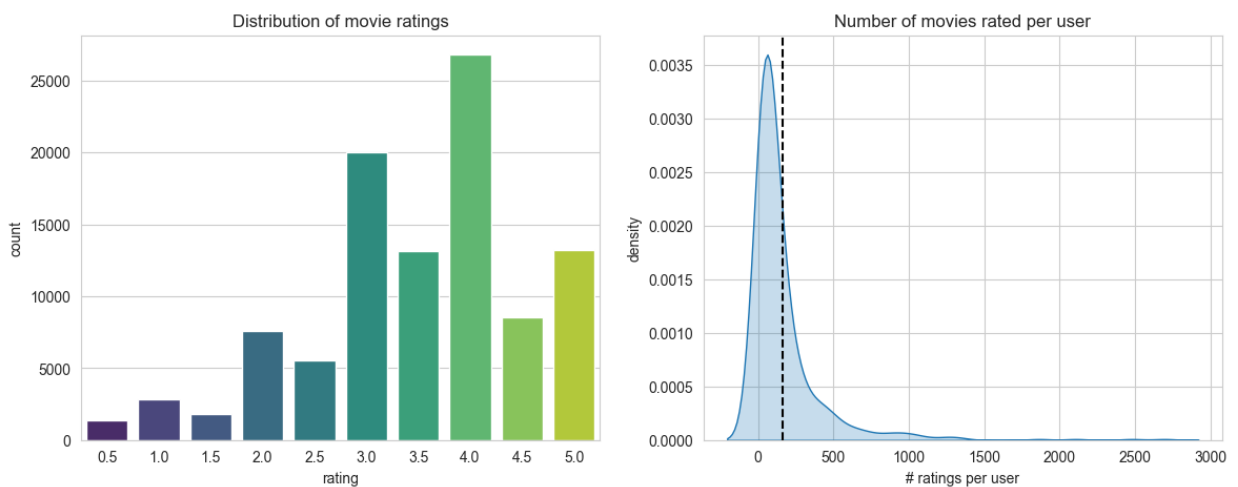 Distribution of movie ratings
25000
20000
15000
10000
5000
0
count
0.5 1.0 1.5 2.0 2.5 3.0 3.5 4.0 4.5 5.0
rating
Number of movies rated per user
0.0035
0.0030
0.0025
0.0020
0.0015
0.0010
0.0005
0.0000
density
0 500 1000 1500 2000 2500 3000
# ratings per user